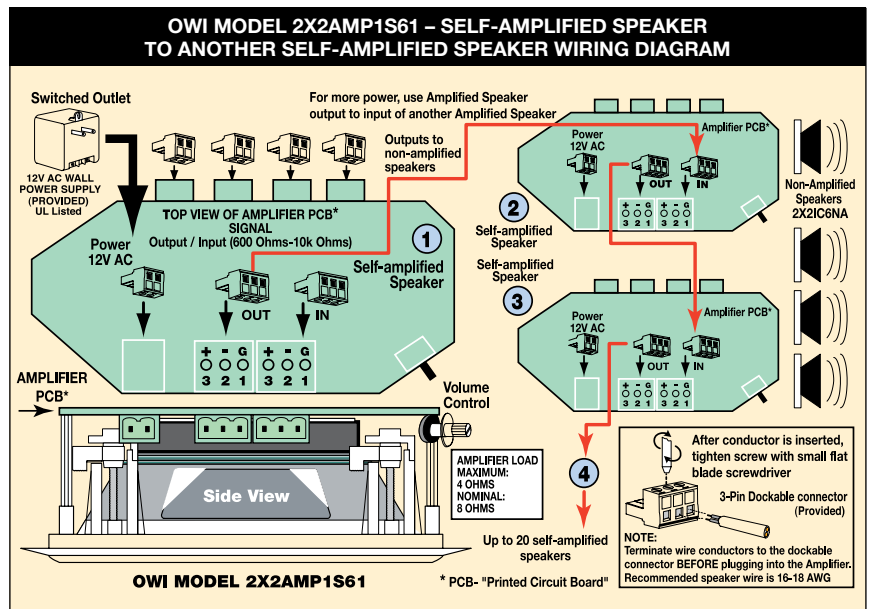 OWI MODEL 2X2AMP1S61 – SELF-AMPLIFIED SPEAKER
TO ANOTHER SELF-AMPLIFIED SPEAKER WIRING DIAGRAM
Switched Outlet
12V AC WALL
POWER SUPPLY
(PROVIDED)
UL Listed
For more power, use Amplified Speaker
output to input of another Amplified Speaker
Outputs to
non-amplified
speakers
TOP VIEW OF AMPLIFIER PCB*
SIGNAL
Output / Input (600 Ohms-10k Ohms)
1
Self-amplified
Speaker
Power
12V AC
OUT
IN
+ - G
3 2 1
+ - G
3 2 1
Amplifier PCB*
Power
12V AC
OUT
IN
+ - G
3 2 1
+ - G
3 2 1
2
Self-amplified
Speaker
Non-Amplified
Speakers
2X2IC6NA
Self-amplified
Speaker
3
Amplifier PCB*
Power
12V AC
OUT
IN
+ - G
3 2 1
+ - G
3 2 1
4
Up to 20 self-amplified
speakers
AMPLIFIER
PCB*
Volume
Control
Side View
AMPLIFIER LOAD
MAXIMUM:
4 OHMS
NOMINAL:
8 OHMS
OWI MODEL 2X2AMP1S61
* PCB- "Printed Circuit Board"
After conductor is inserted,
tighten screw with small flat
blade screwdriver
3-Pin Dockable connector
(Provided)
NOTE:
Terminate wire conductors to the dockable
connector BEFORE plugging into the Amplifier.
Recommended speaker wire is 16-18 AWG